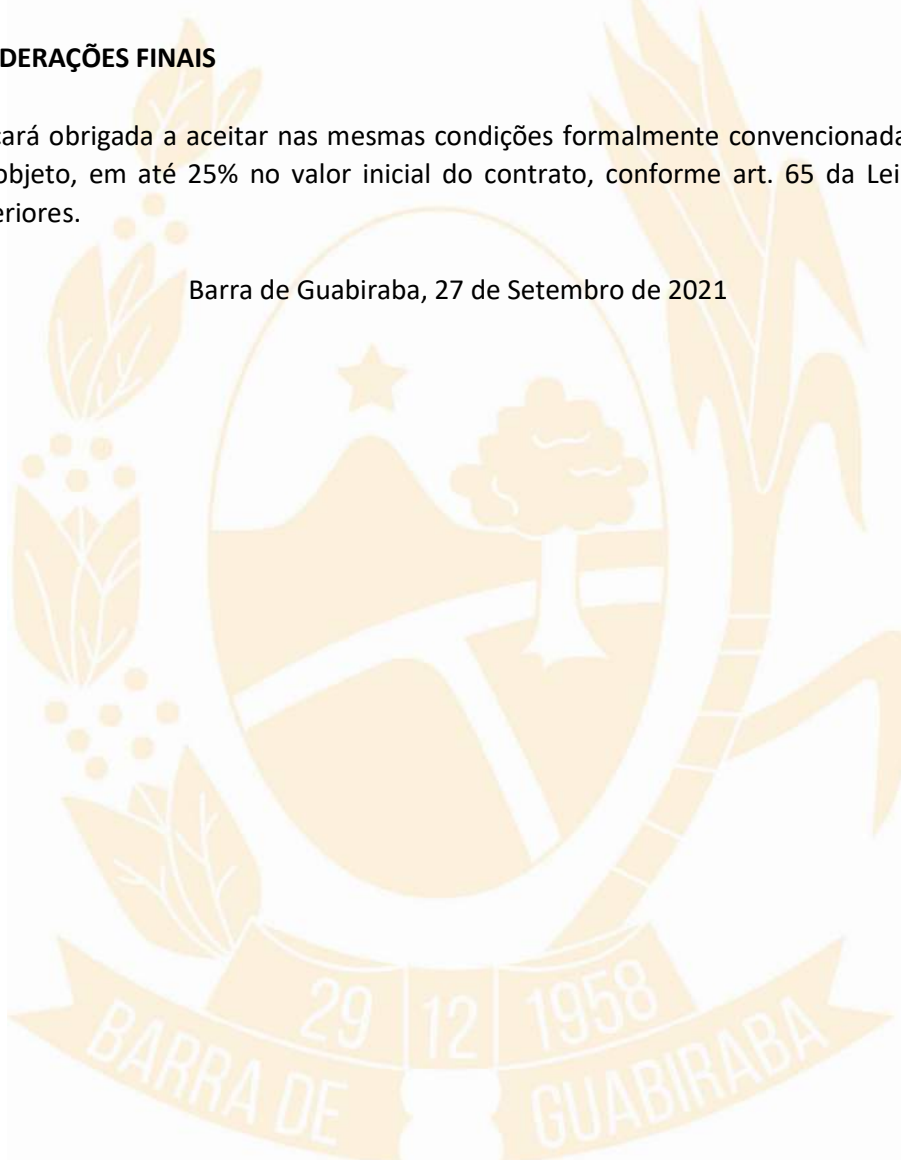 DERAÇÕES FINAIS
cará obrigada a aceitar nas mesmas condições formalmente convencionada
objeto, em até 25% no valor inicial do contrato, conforme art. 65 da Lei
eriores.
Barra de Guabiraba, 27 de Setembro de 2021
29 12 1958
BARRA DE GUABIRABA